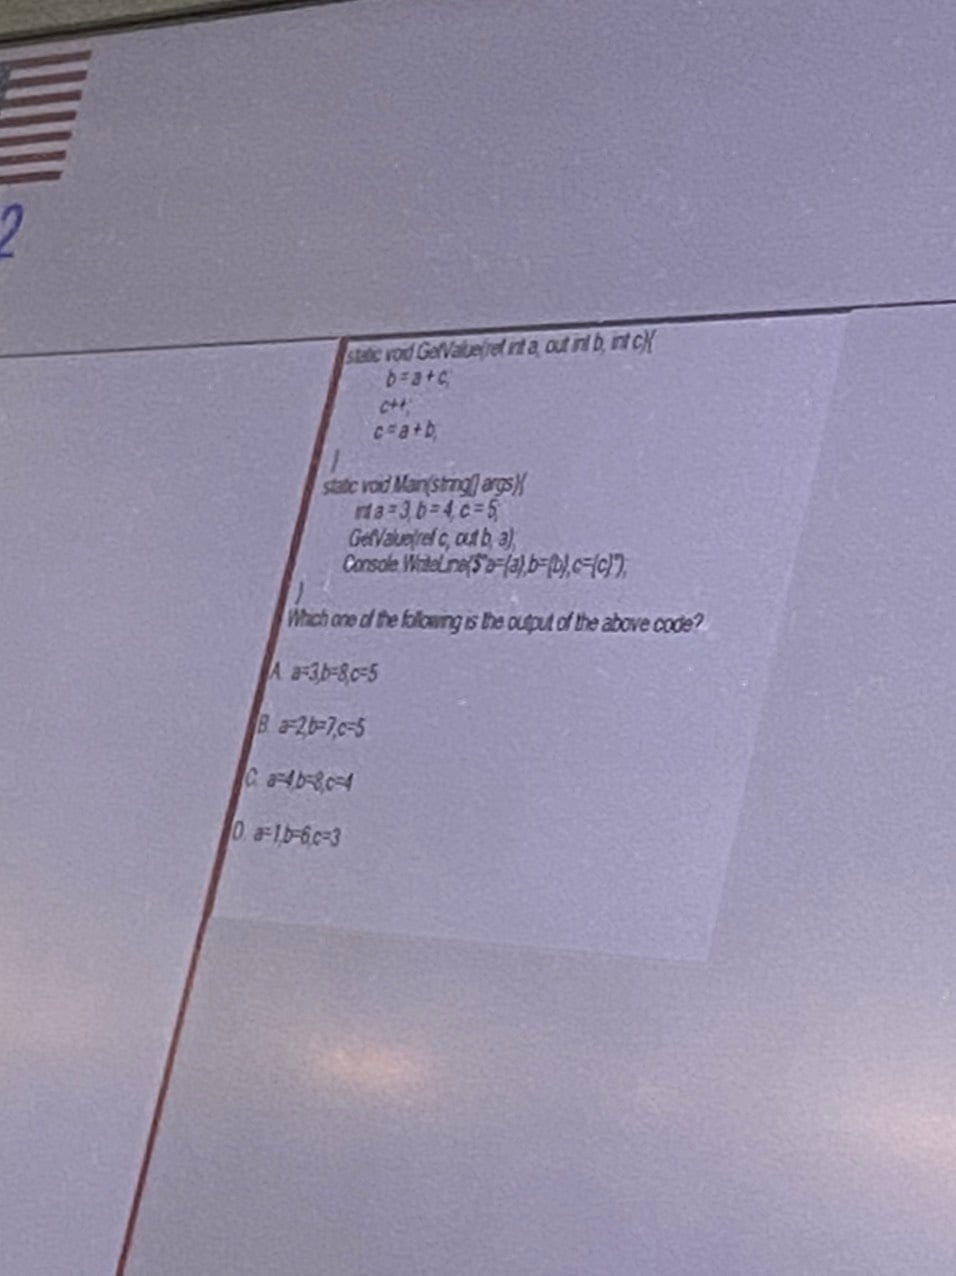 2
static void GetValue(ref int a, out int b, int c){
b = a + c;
c++;
c = a + b;
}
static void Main(string[] args){
int a = 3, b = 4, c = 5;
GetValue(ref c, out b, a);
Console.WriteLine($"a={a},b={b},c={c}");
}
Which one of the following is the output of the above code?
A. a=3,b=8,c=5
B. a=2,b=7,c=5
C. a=4,b=8,c=4
D. a=1,b=6,c=3